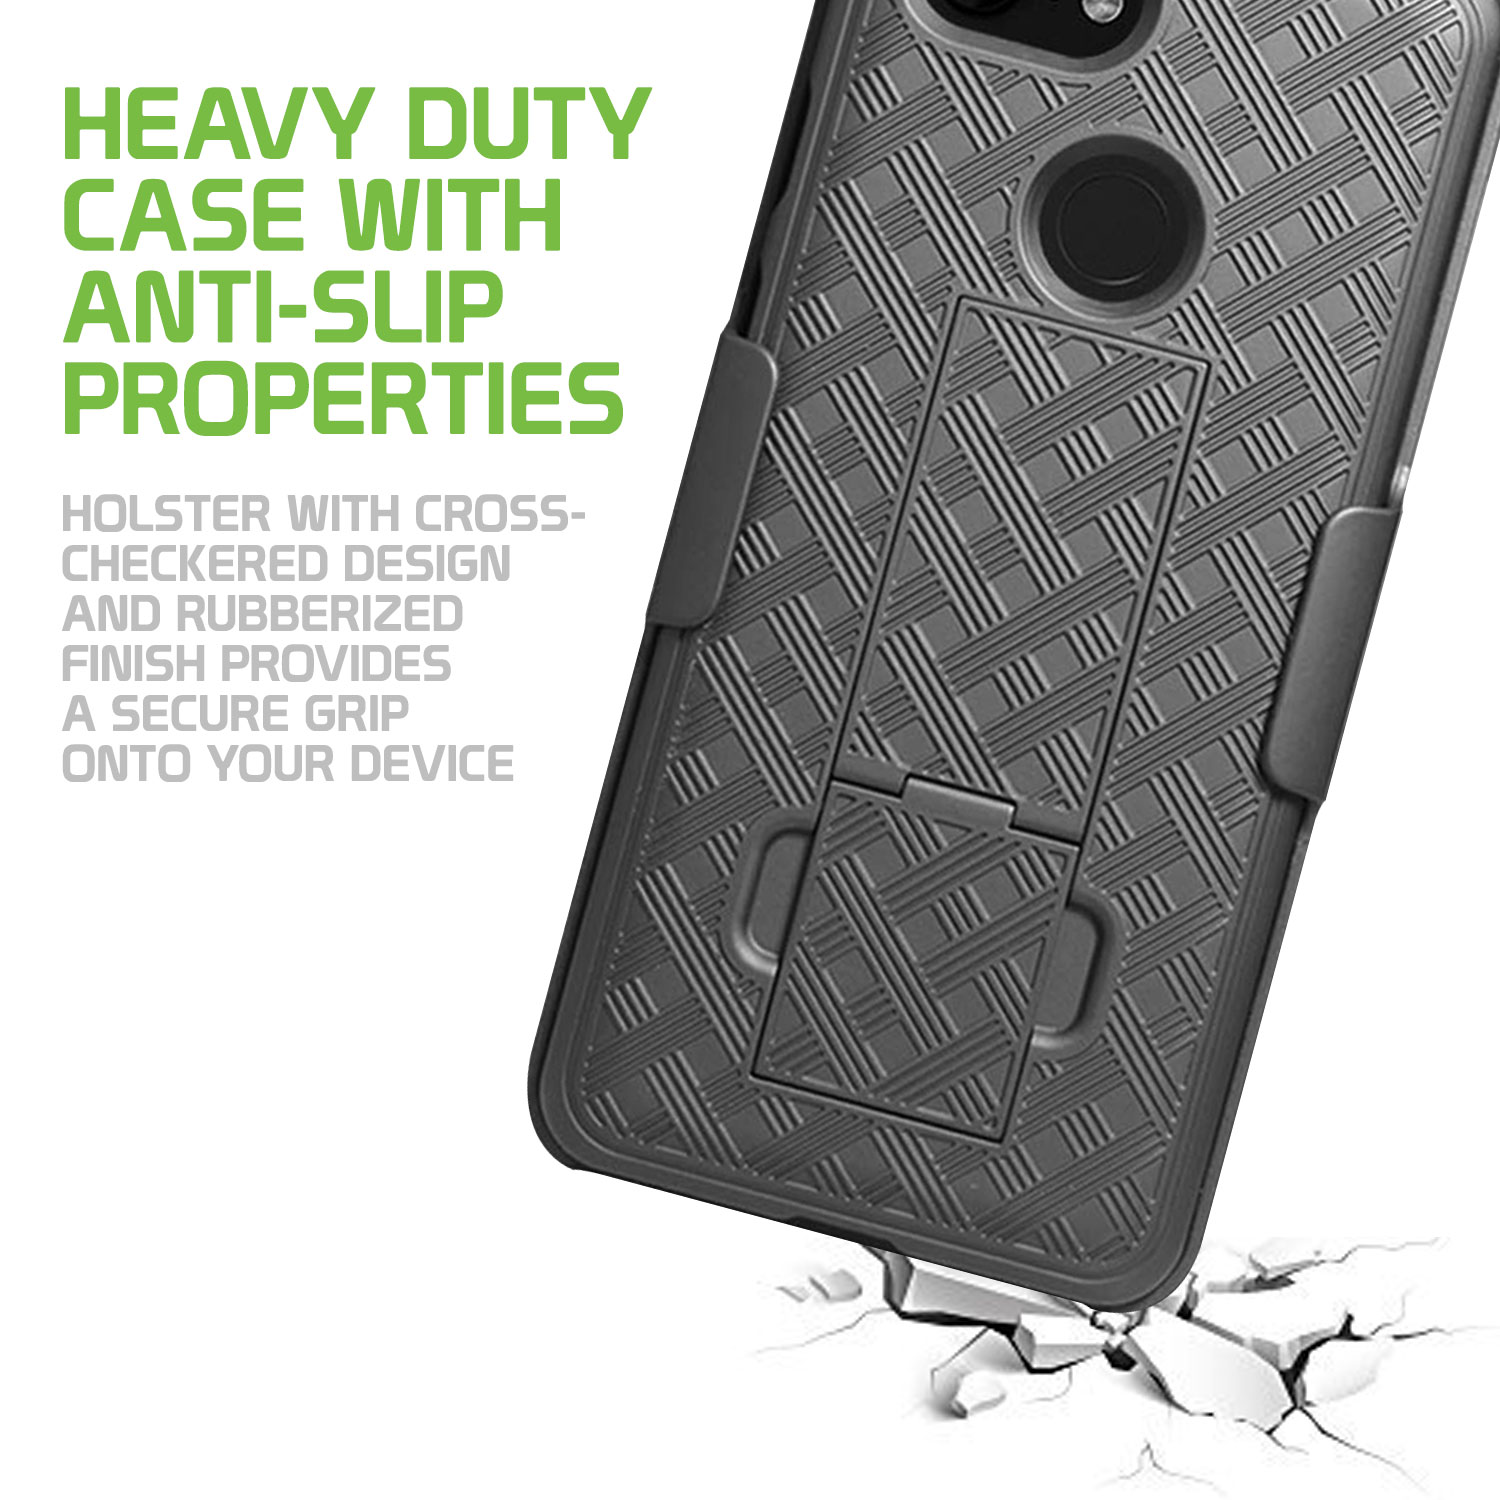 HEAVY DUTY
CASE WITH
ANTI-SLIP
PROPERTIES
HOLSTER WITH CROSS-
CHECKERED DESIGN
AND RUBBERIZED
FINISH PROVIDES
A SECURE GRIP
ONTO YOUR DEVICE